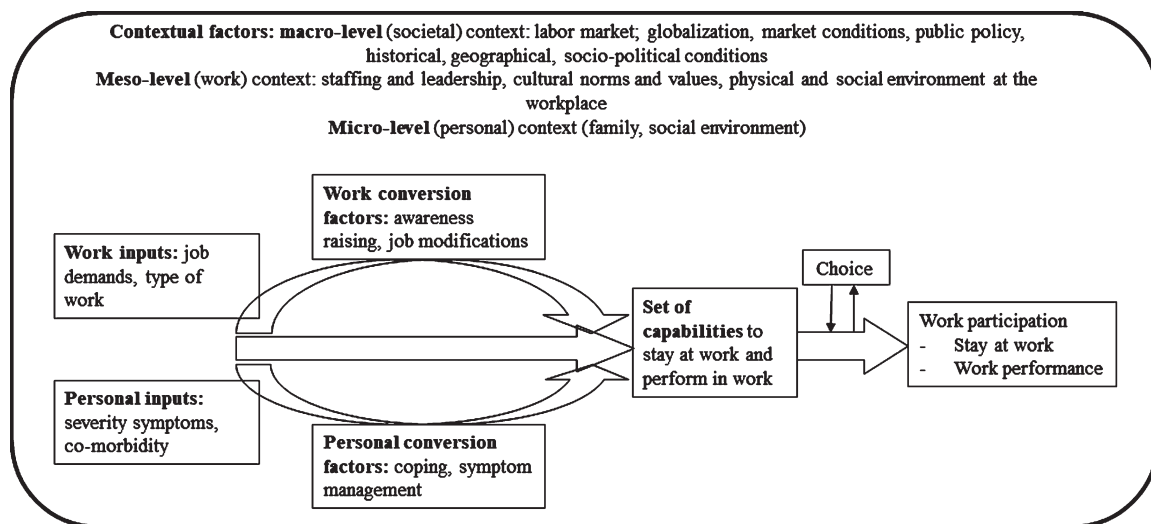 Contextual factors: macro-level (societal) context: labor market; globalization, market conditions, public policy,
historical, geographical, socio-political conditions
Meso-level (work) context: staffing and leadership, cultural norms and values, physical and social environment at the
workplace
Micro-level (personal) context (family, social environment)
Work conversion
factors: awareness
raising, job modifications
Work inputs: job
demands, type of
work
Choice
Set of
capabilities to
stay at work and
perform in work
Work participation
- Stay at work
- Work performance
Personal inputs:
severity symptoms,
co-morbidity
Personal conversion
factors: coping, symptom
management